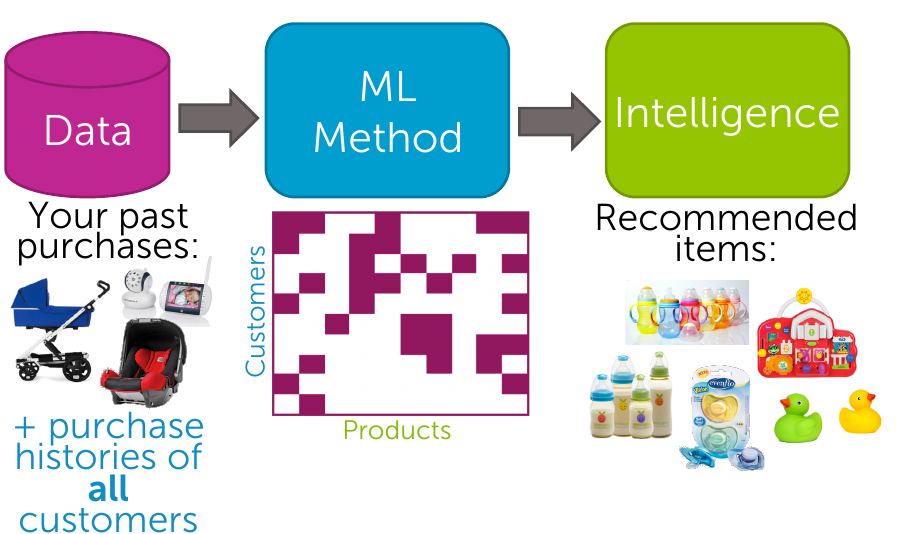 Data
ML
Method
Intelligence
Your past
purchases:
+ purchase
histories of
all
customers
Customers
Products
Recommended
items:
evenflo